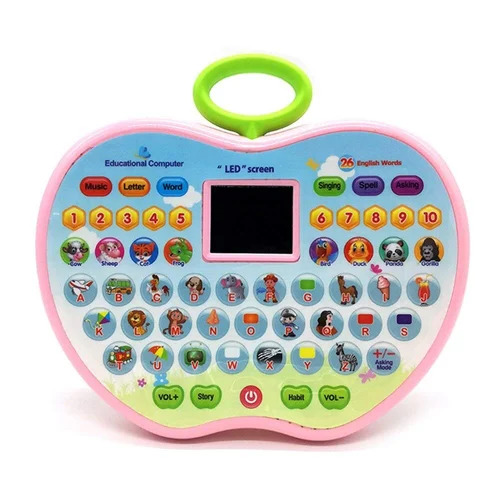 Educational Computer
"LED" screen
26 English Words
Music Letter Word
Singing Spell Asking
1 2 3 4 5
6 7 8 9 10
Cow Sheep Cat Frog
Bird Duck Panda Gorilla
A B C D E F G H I J
K L M N O P Q R S
T U V W X Y Z +/- Asking Mode
VOL+ Story Habit VOL-